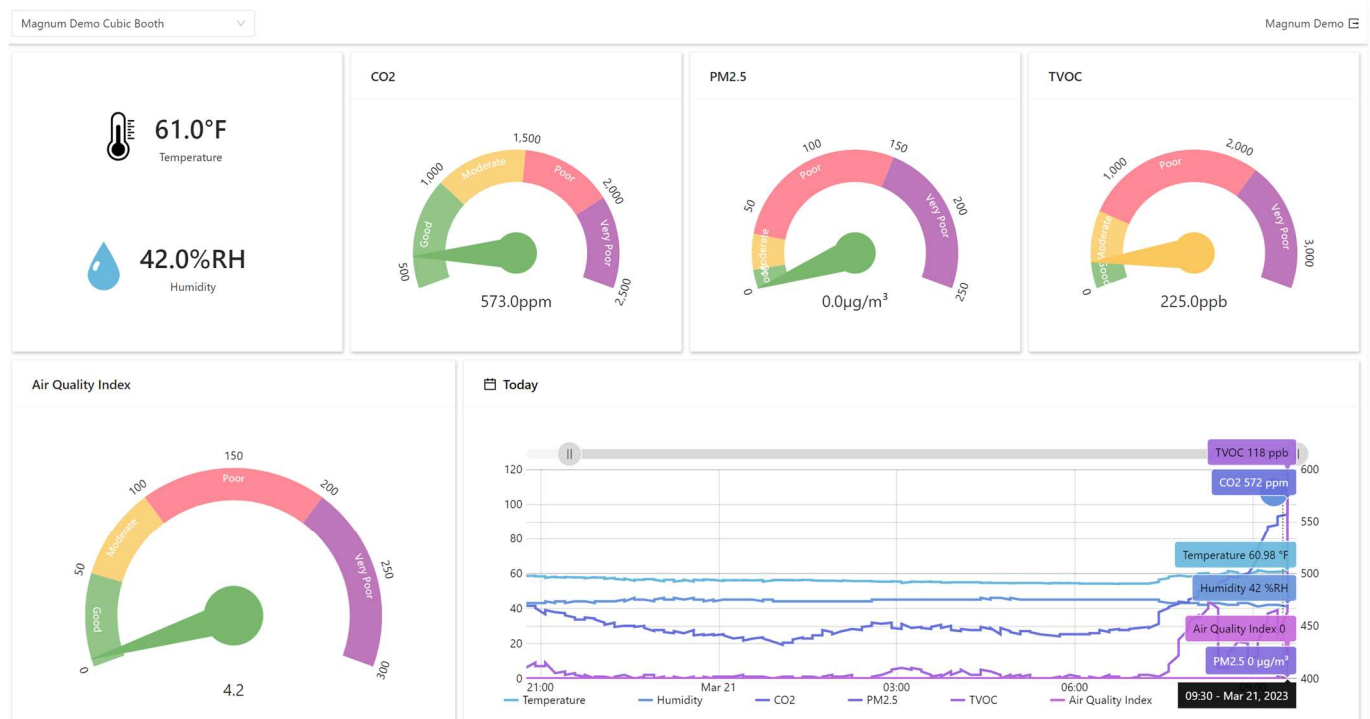 Magnum Demo Cubic Booth
Magnum Demo
61.0°F
Temperature
42.0%RH
Humidity
CO2
500
1,000
1,500
2,000
2,500
Good
Moderate
Poor
Very Poor
573.0ppm
PM2.5
0
50
100
150
200
250
Moderate
Poor
Very Poor
0.0μg/m³
TVOC
0
1,000
2,000
3,000
Good
Moderate
Poor
Very Poor
225.0ppb
Air Quality Index
0
50
100
150
200
250
300
Good
Moderate
Poor
Very Poor
4.2
Today
TVOC 118 ppb
CO2 572 ppm
Temperature 60.98 °F
Humidity 42 %RH
Air Quality Index 0
PM2.5 0 μg/m³
120
100
80
60
40
20
0
600
550
500
450
400
21:00
Mar 21
03:00
06:00
09:30 - Mar 21, 2023
Temperature
Humidity
CO2
PM2.5
TVOC
Air Quality Index